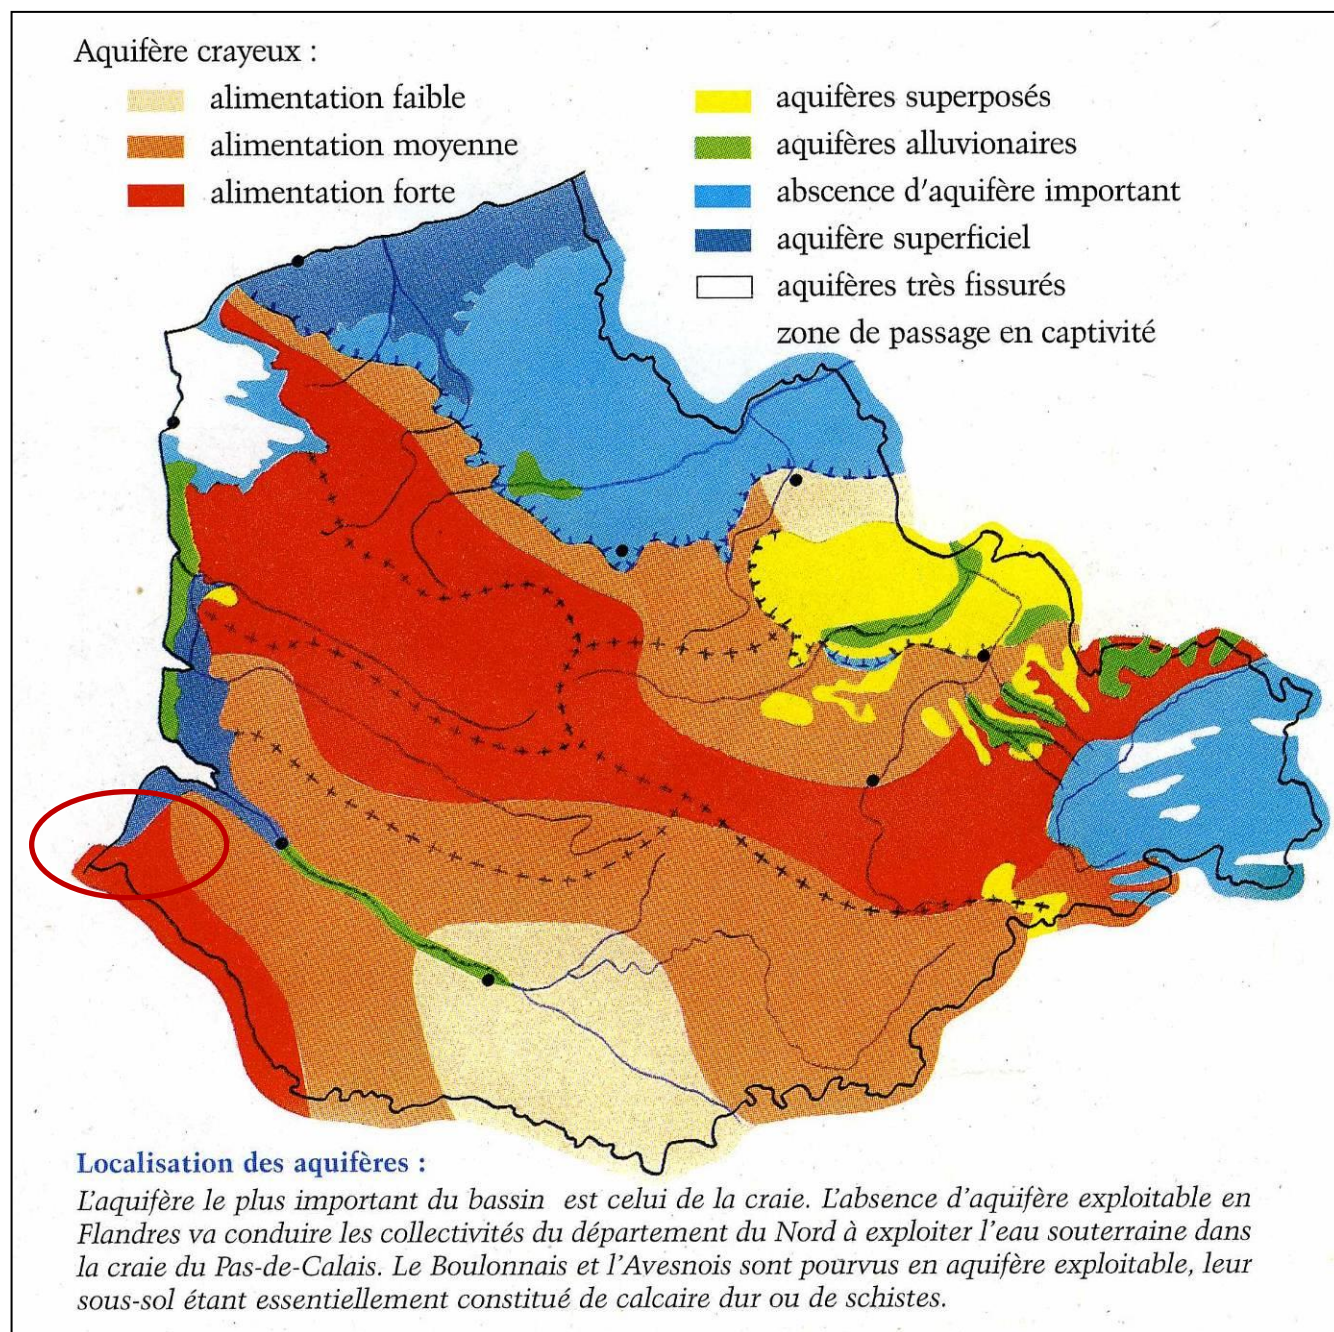 Aquifère crayeux :
alimentation faible
alimentation moyenne
alimentation forte
aquifères superposés
aquifères alluvionaires
abscence d'aquifère important
aquifère superficiel
aquifères très fissurés
zone de passage en captivité
Localisation des aquifères :
L'aquifère le plus important du bassin est celui de la craie. L'absence d'aquifère exploitable en
Flandres va conduire les collectivités du département du Nord à exploiter l'eau souterraine dans
la craie du Pas-de-Calais. Le Boulonnais et l'Avesnois sont pourvus en aquifère exploitable, leur
sous-sol étant essentiellement constitué de calcaire dur ou de schistes.